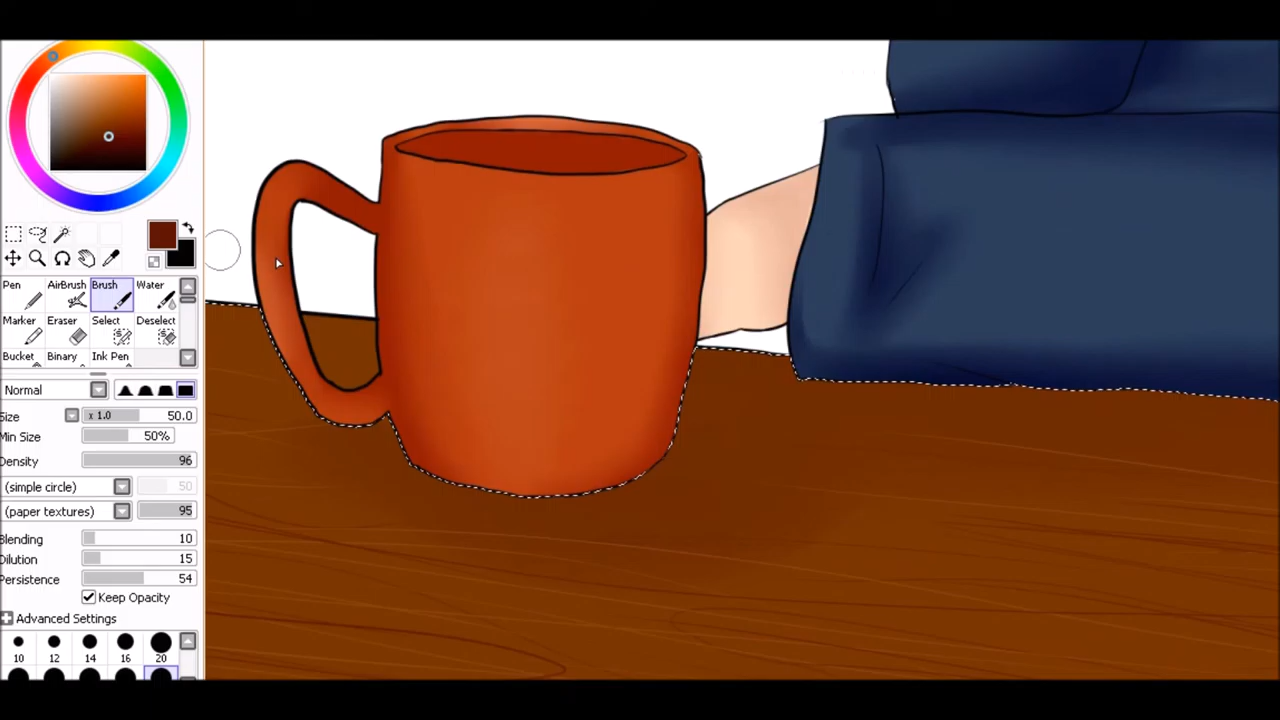 Pen AirBrush Brush Water
Marker Eraser Select Deselect
Bucket Binary Ink Pen
Normal
Size x 1.0 50.0
Min Size 50%
Density 96
(simple circle) 50
(paper textures) 95
Blending 10
Dilution 15
Persistence 54
Keep Opacity
Advanced Settings
10 12 14 16 20